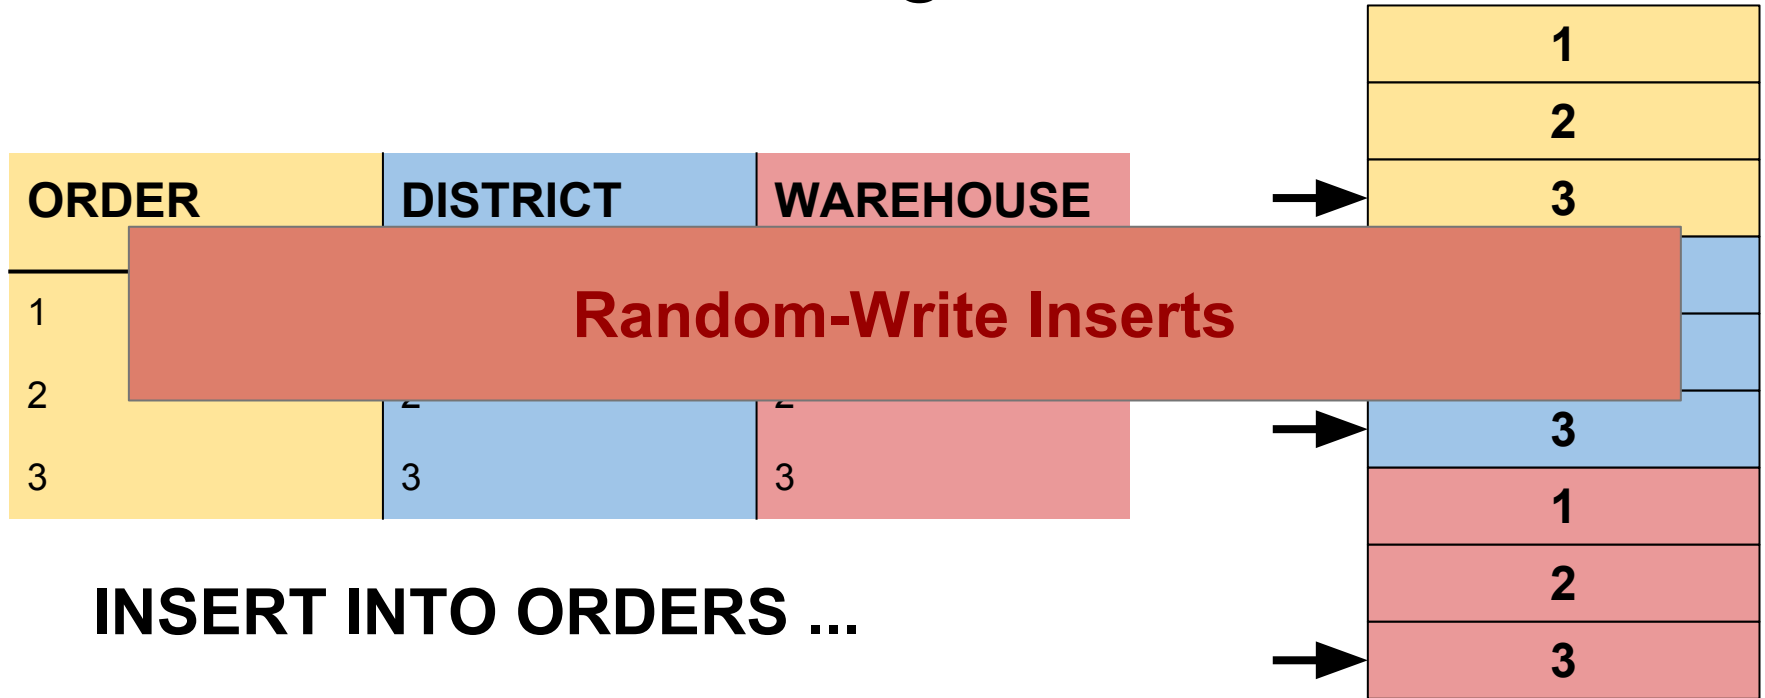 ORDER DISTRICT WAREHOUSE
1
2
3 3 3
Random-Write Inserts
INSERT INTO ORDERS ...
1
2
3
3
1
2
3